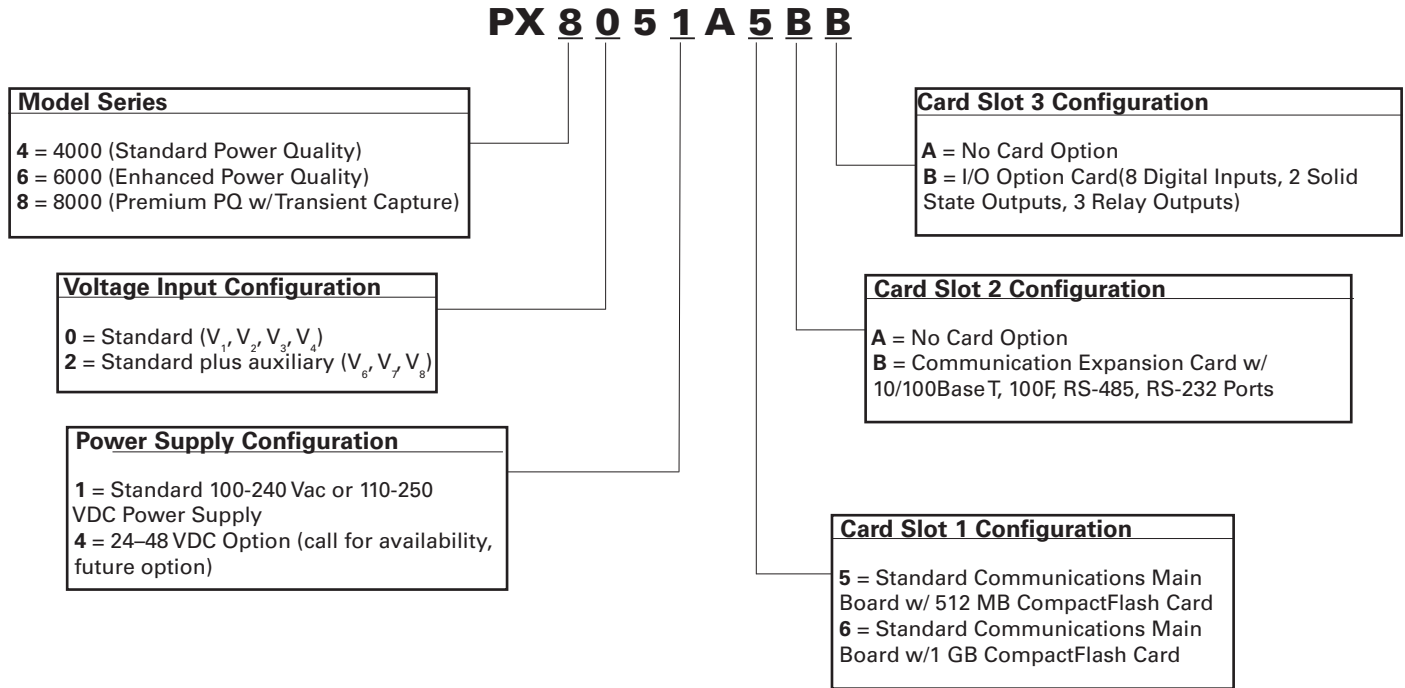 PX 8 0 5 1 A 5 B B
Model Series
4 = 4000 (Standard Power Quality)
6 = 6000 (Enhanced Power Quality)
8 = 8000 (Premium PQ w/Transient Capture)
Voltage Input Configuration
0 = Standard (V1, V2, V3, V4)
2 = Standard plus auxiliary (V6, V7, V8)
Power Supply Configuration
1 = Standard 100-240 Vac or 110-250
VDC Power Supply
4 = 24–48 VDC Option (call for availability,
future option)
Card Slot 3 Configuration
A = No Card Option
B = I/O Option Card(8 Digital Inputs, 2 Solid
State Outputs, 3 Relay Outputs)
Card Slot 2 Configuration
A = No Card Option
B = Communication Expansion Card w/
10/100Base T, 100F, RS-485, RS-232 Ports
Card Slot 1 Configuration
5 = Standard Communications Main
Board w/ 512 MB CompactFlash Card
6 = Standard Communications Main
Board w/1 GB CompactFlash Card